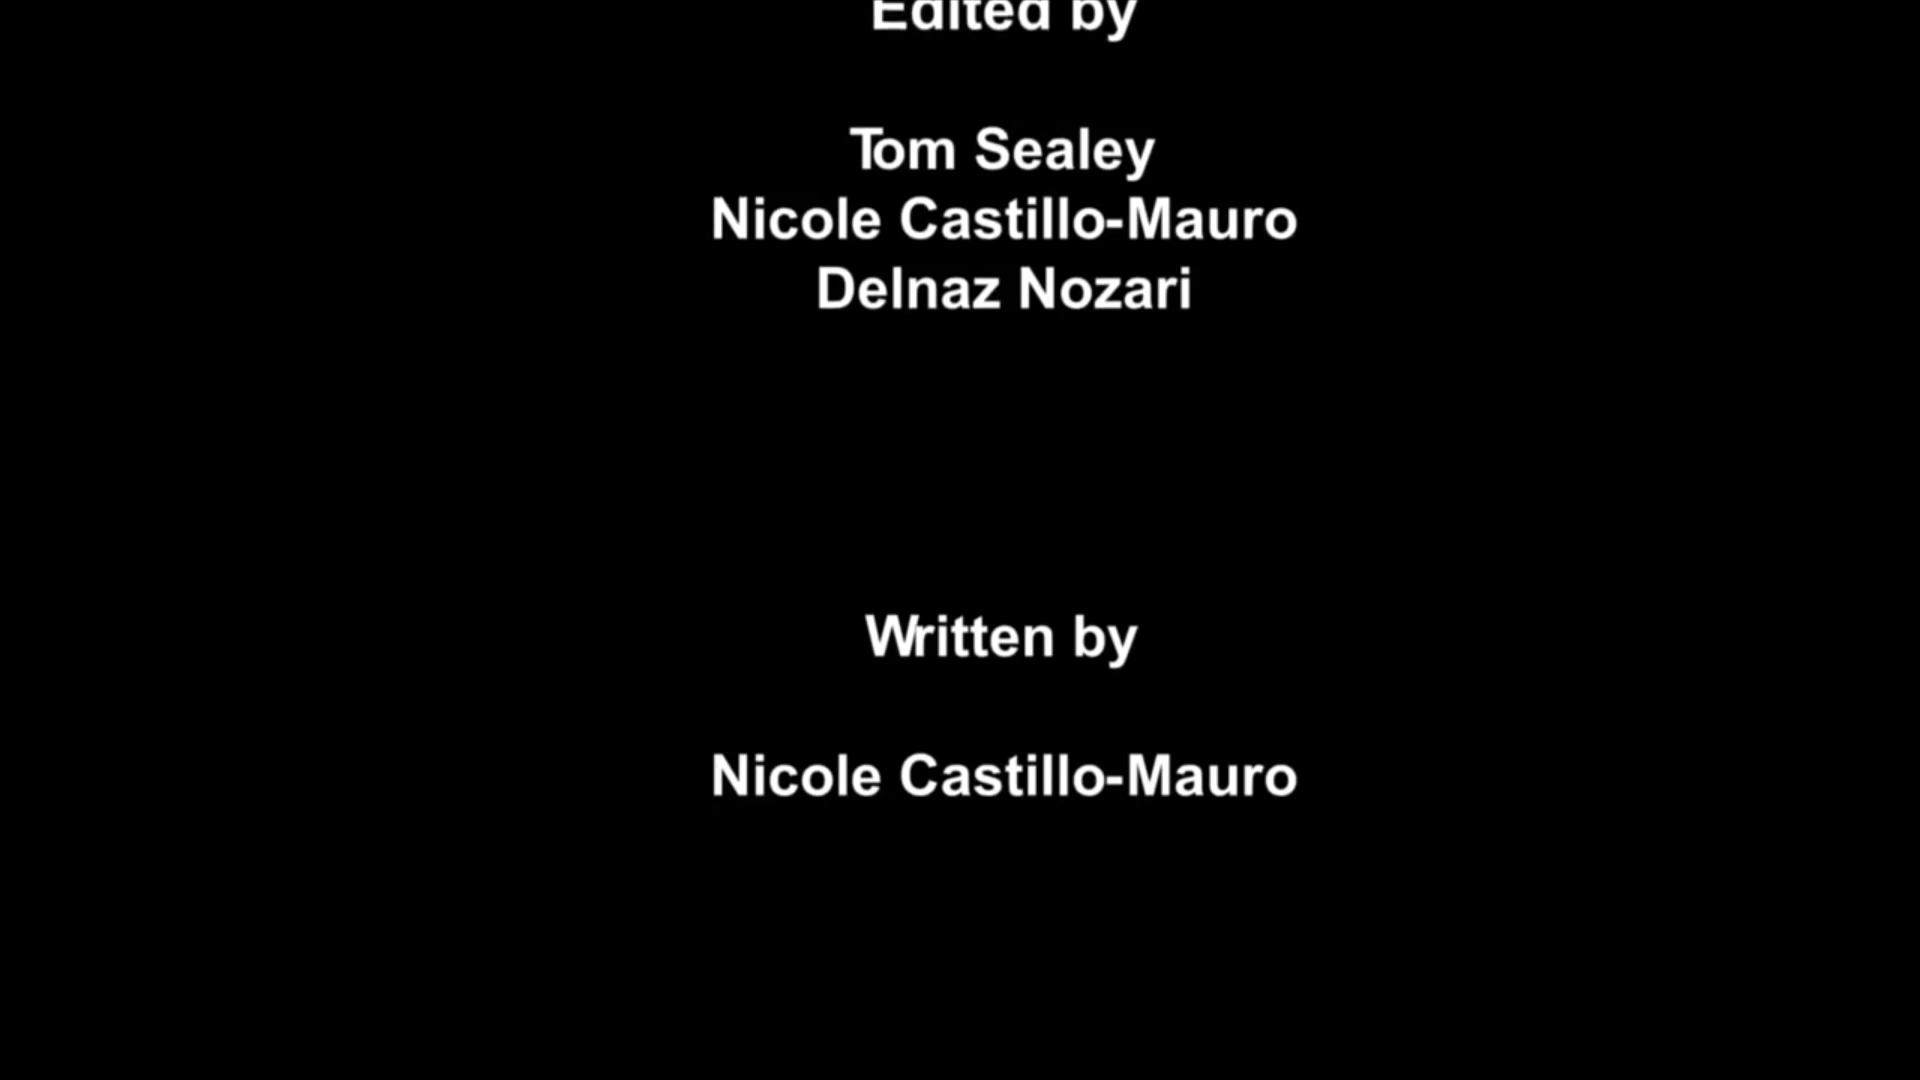 Edited by
Tom Sealey
Nicole Castillo-Mauro
Delnaz Nozari
Written by
Nicole Castillo-Mauro